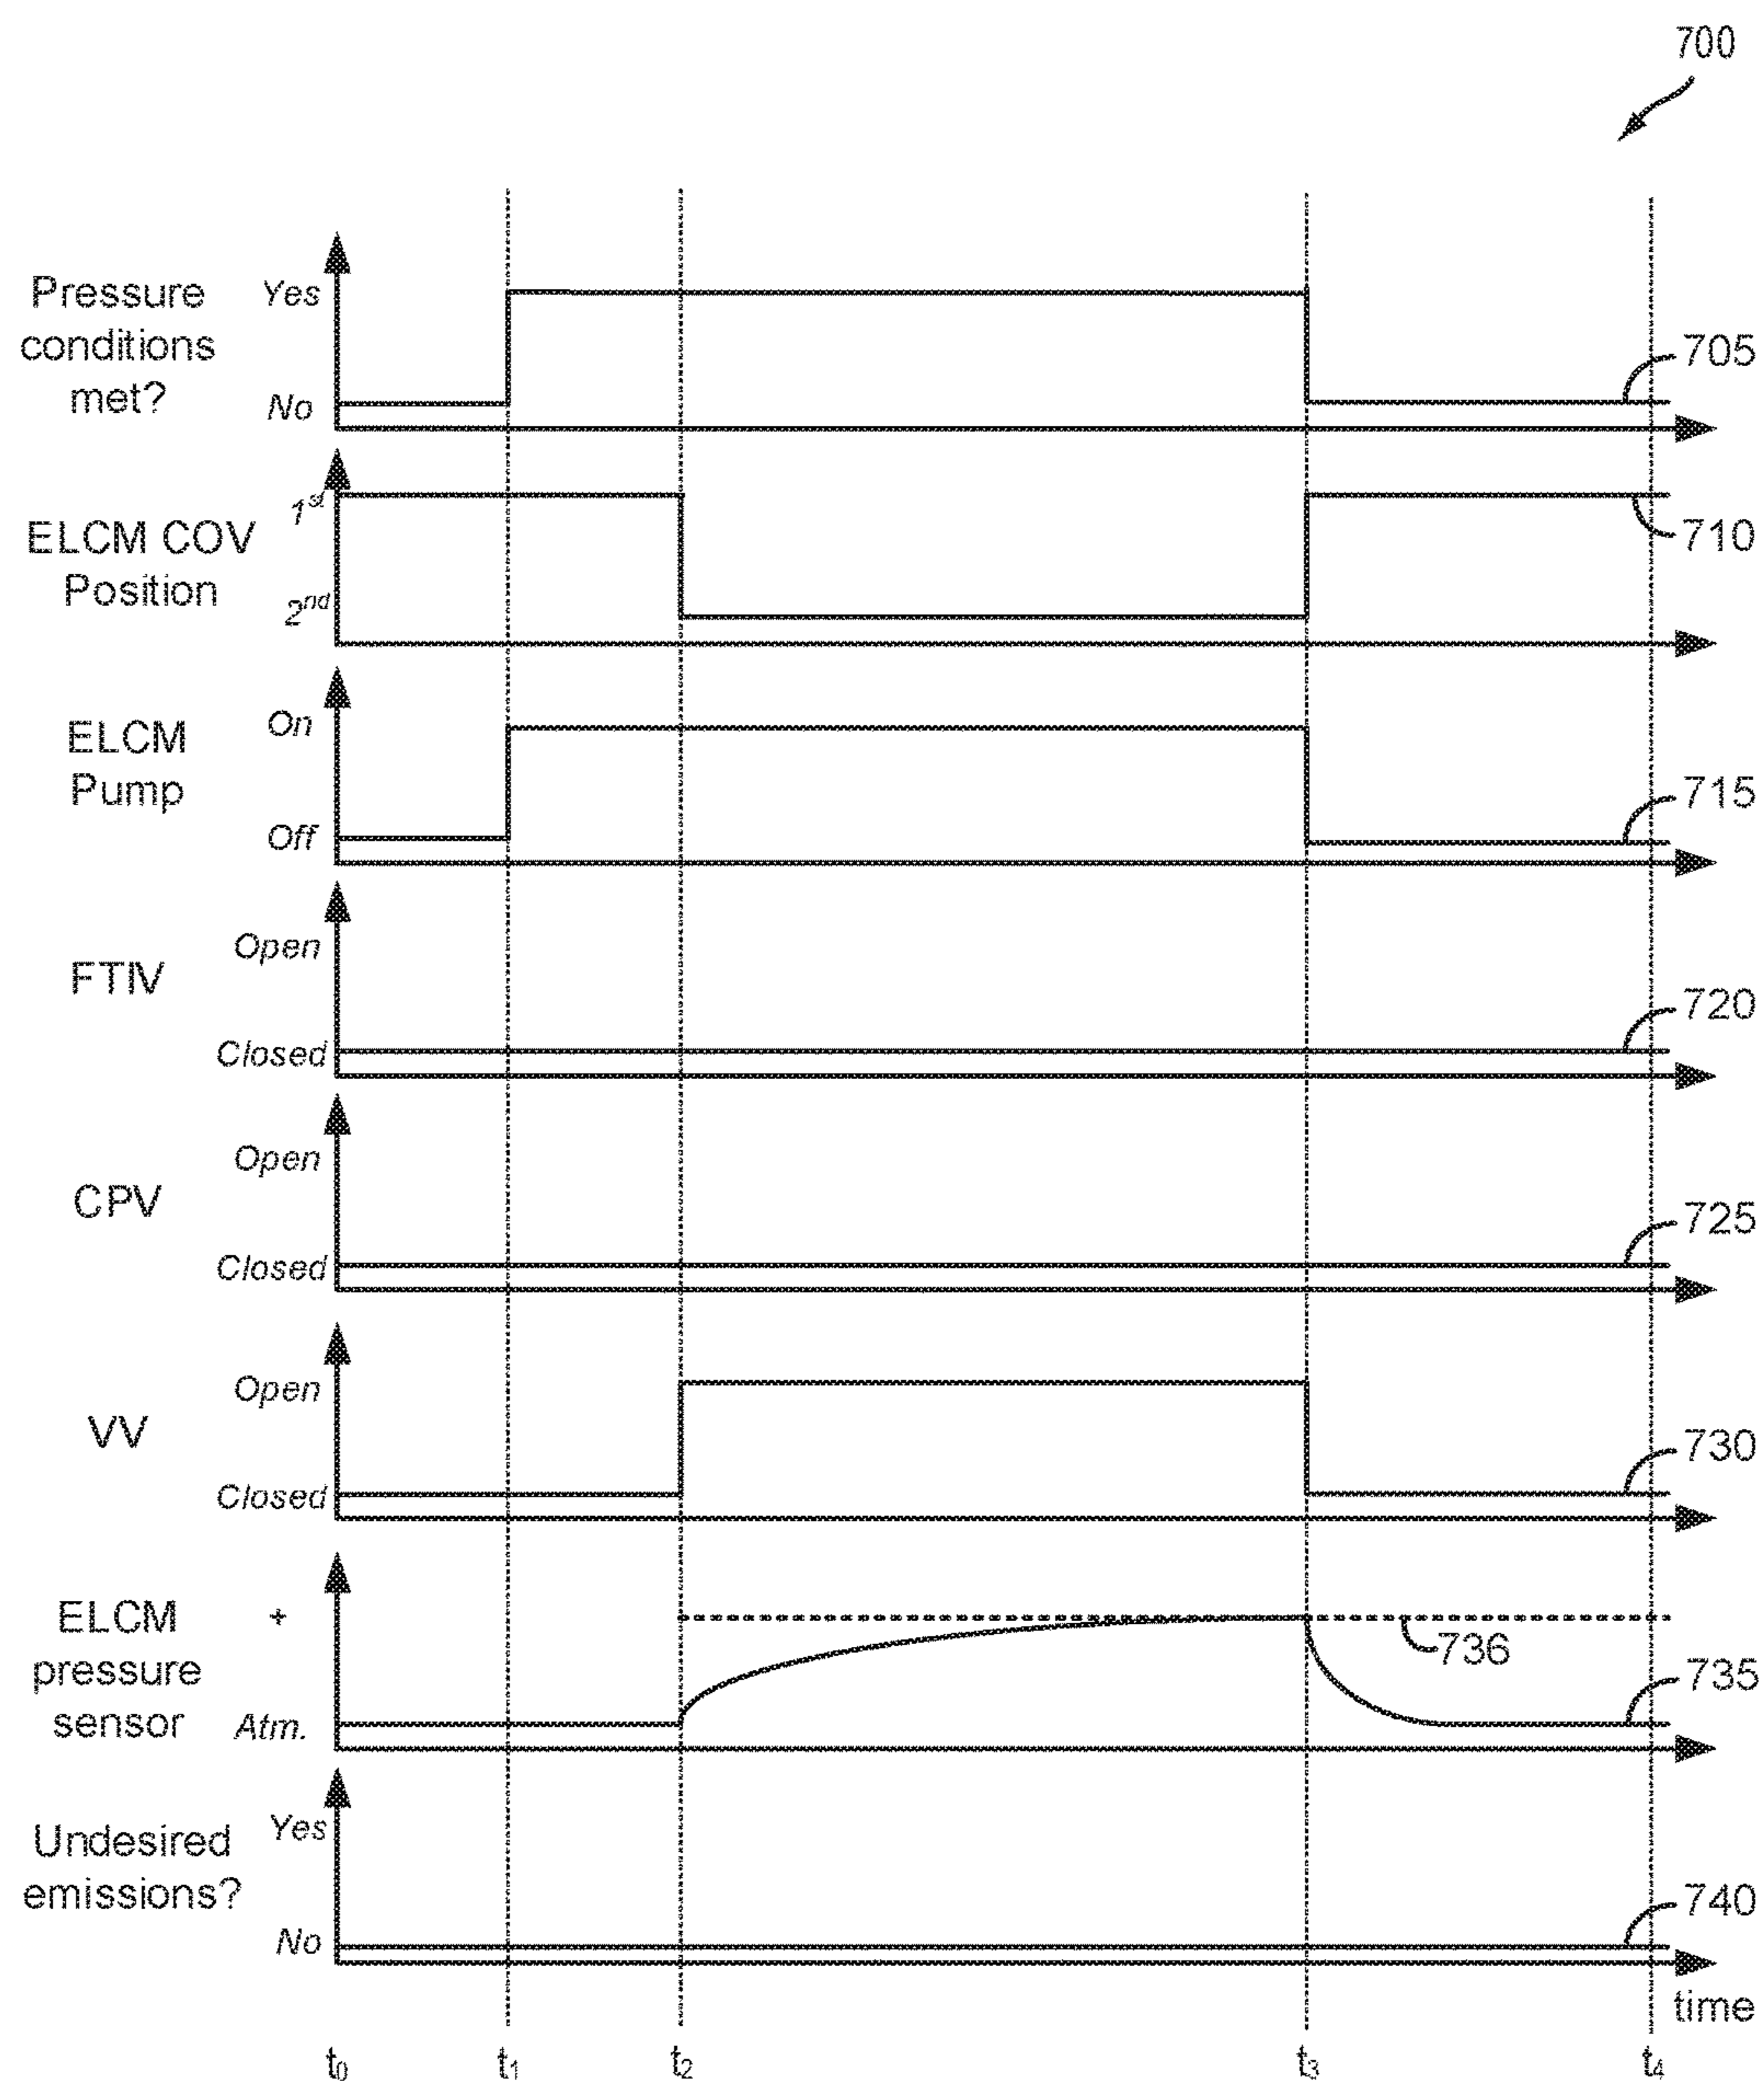 700
Pressure
conditions
met?
Yes
No
705
ELCM COV
Position
1st
2nd
710
ELCM
Pump
On
Off
715
FTIV
Open
Closed
720
CPV
Open
Closed
725
VV
Open
Closed
730
ELCM
pressure
sensor
+
Atm.
736
735
Undesired
emissions?
Yes
No
740
time
t0 t1 t2 t3 t4